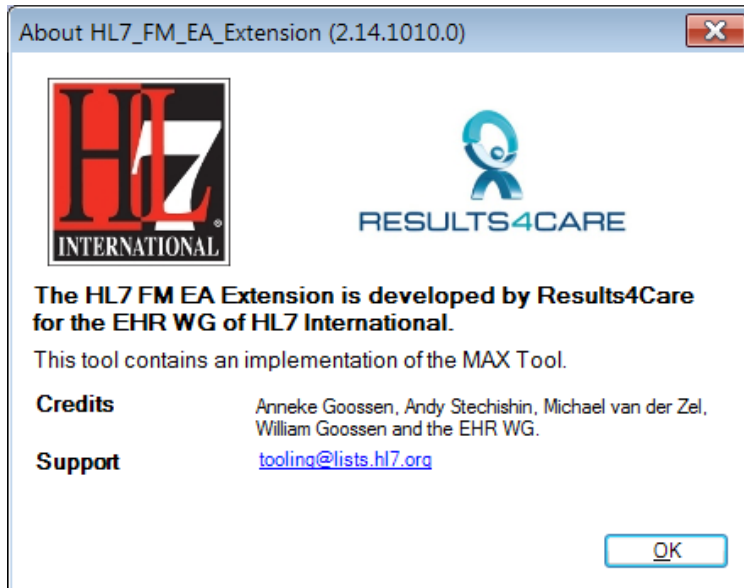 About HL7_FM_EA_Extension (2.14.1010.0)
HL7®
INTERNATIONAL
RESULTS4CARE
The HL7 FM EA Extension is developed by Results4Care
for the EHR WG of HL7 International.
This tool contains an implementation of the MAX Tool.
Credits
Anneke Goossen, Andy Stechishin, Michael van der Zel,
William Goossen and the EHR WG.
Support
tooling@lists.hl7.org
OK